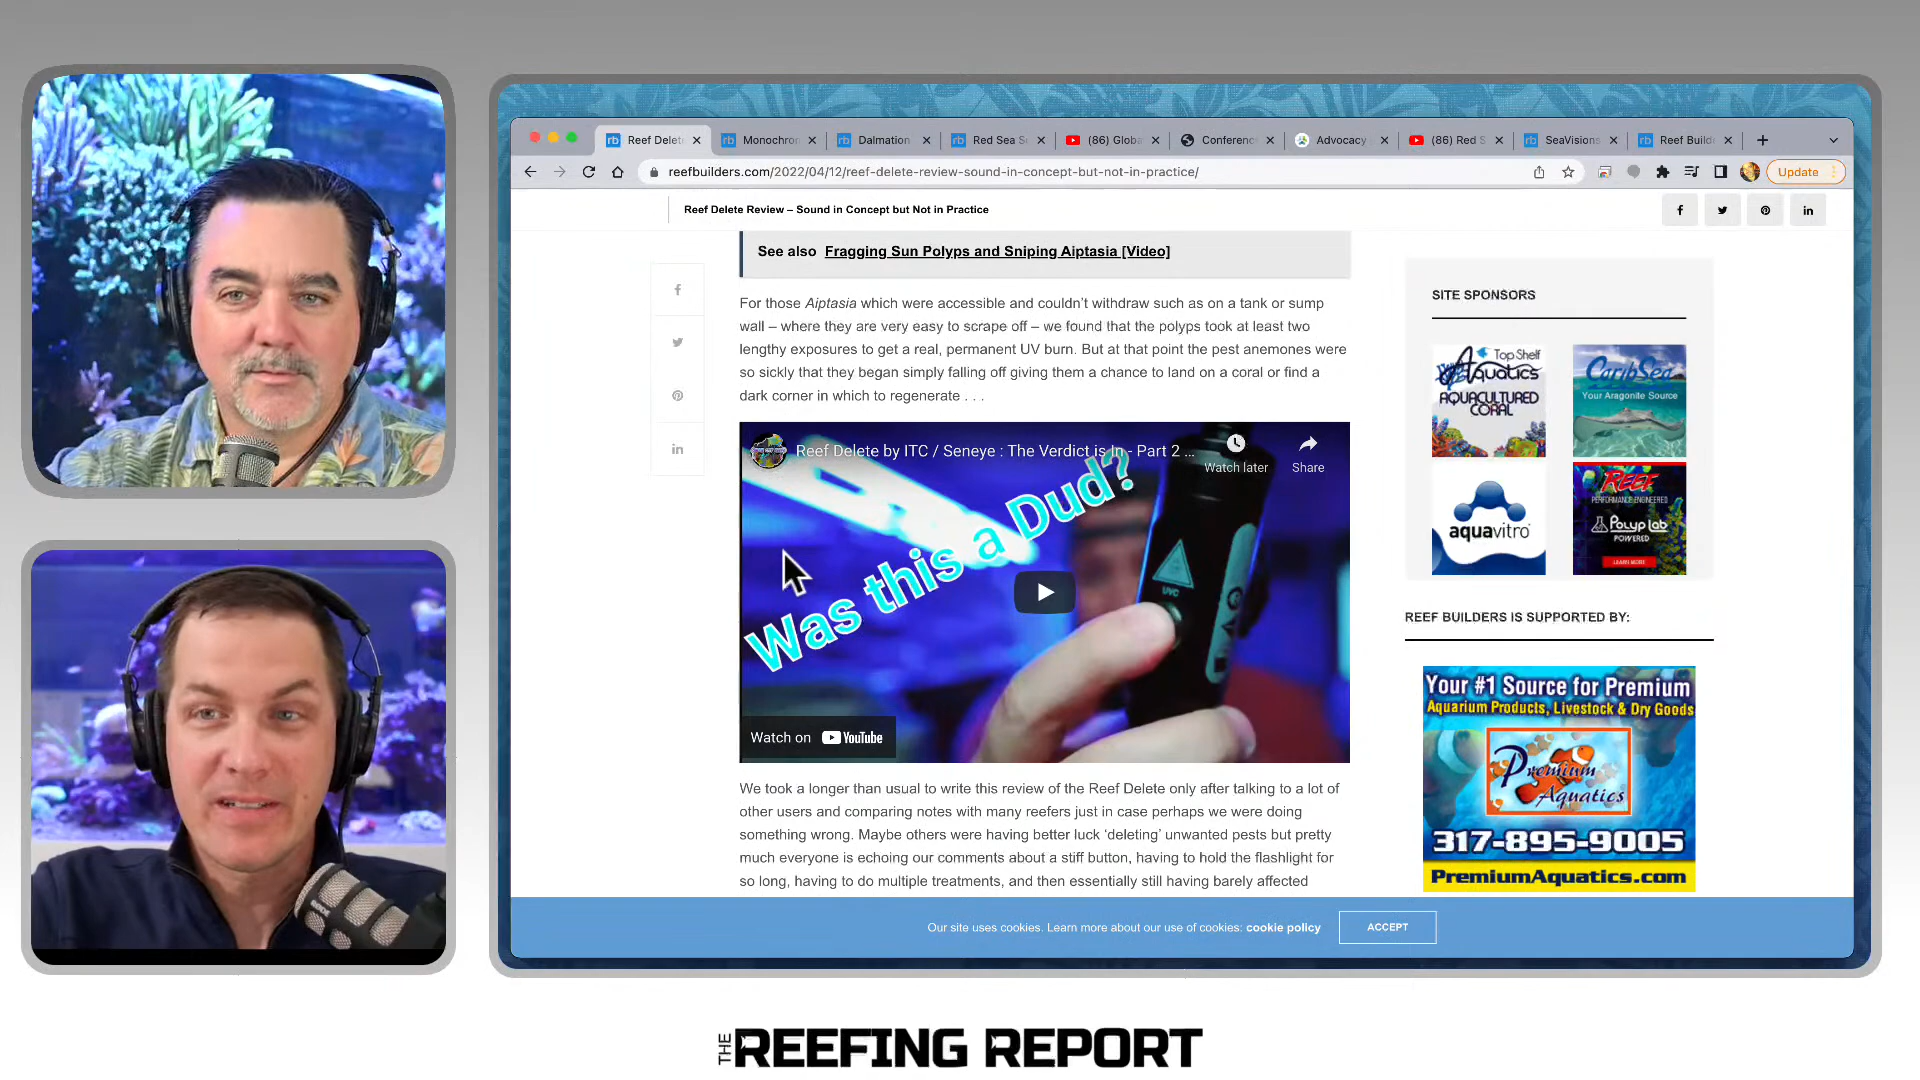 Reef Delete
Monochrom
Dalmation
Red Sea S
(86) Globa
Conferenc
Advocacy
(86) Red S
SeaVisions
Reef Builde
reefbuilders.com/2022/04/12/reef-delete-review-sound-in-concept-but-not-in-practice/
Update
Reef Delete Review – Sound in Concept but Not in Practice
See also Fragging Sun Polyps and Sniping Aiptasia [Video]
For those Aiptasia which were accessible and couldn't withdraw such as on a tank or sump
wall – where they are very easy to scrape off – we found that the polyps took at least two
lengthy exposures to get a real, permanent UV burn. But at that point the pest anemones were
so sickly that they began simply falling off giving them a chance to land on a coral or find a
dark corner in which to regenerate . . .
Reef Delete by ITC / Seneye : The Verdict is In - Part 2 ...
Watch later
Share
Was this a Dud?
UVC
Watch on YouTube
We took a longer than usual to write this review of the Reef Delete only after talking to a lot of
other users and comparing notes with many reefers just in case perhaps we were doing
something wrong. Maybe others were having better luck 'deleting' unwanted pests but pretty
much everyone is echoing our comments about a stiff button, having to hold the flashlight for
so long, having to do multiple treatments, and then essentially still having barely affected
SITE SPONSORS
Top Shelf
Aquatics
AQUACULTURED
CORAL
CaribSea
Your Aragonite Source
aquavitro
REEF
PERFORMANCE ENGINEERED
Polyp Lab
POWERED
LEARN MORE
REEF BUILDERS IS SUPPORTED BY:
Your #1 Source for Premium
Aquarium Products, Livestock & Dry Goods
Premium
Aquatics
317-895-9005
PremiumAquatics.com
Our site uses cookies. Learn more about our use of cookies: cookie policy
ACCEPT
THE REEFING REPORT